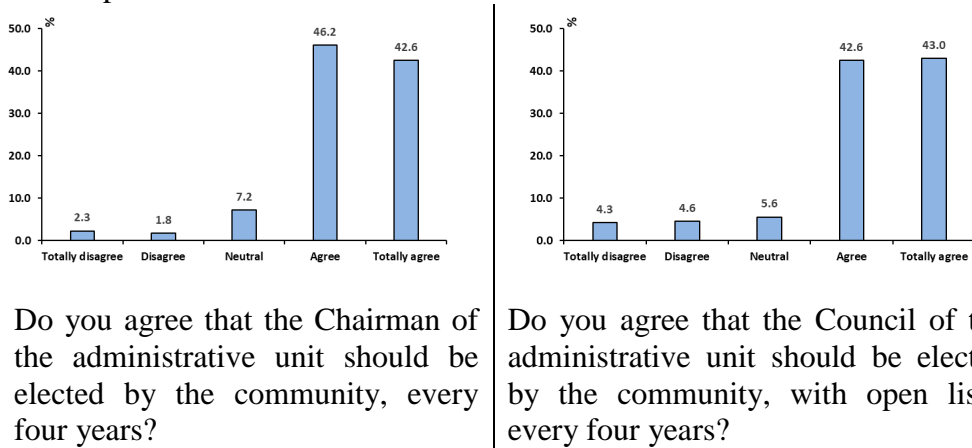 %
50.0
40.0
30.0
20.0
10.0
0.0
2.3
1.8
7.2
46.2
42.6
Totally disagree Disagree Neutral Agree Totally agree
Do you agree that the Chairman of
the administrative unit should be
elected by the community, every
four years?
%
50.0
40.0
30.0
20.0
10.0
0.0
4.3
4.6
5.6
42.6
43.0
Totally disagree Disagree Neutral Agree Totally agree
Do you agree that the Council of
administrative unit should be
by the community, with open
every four years?